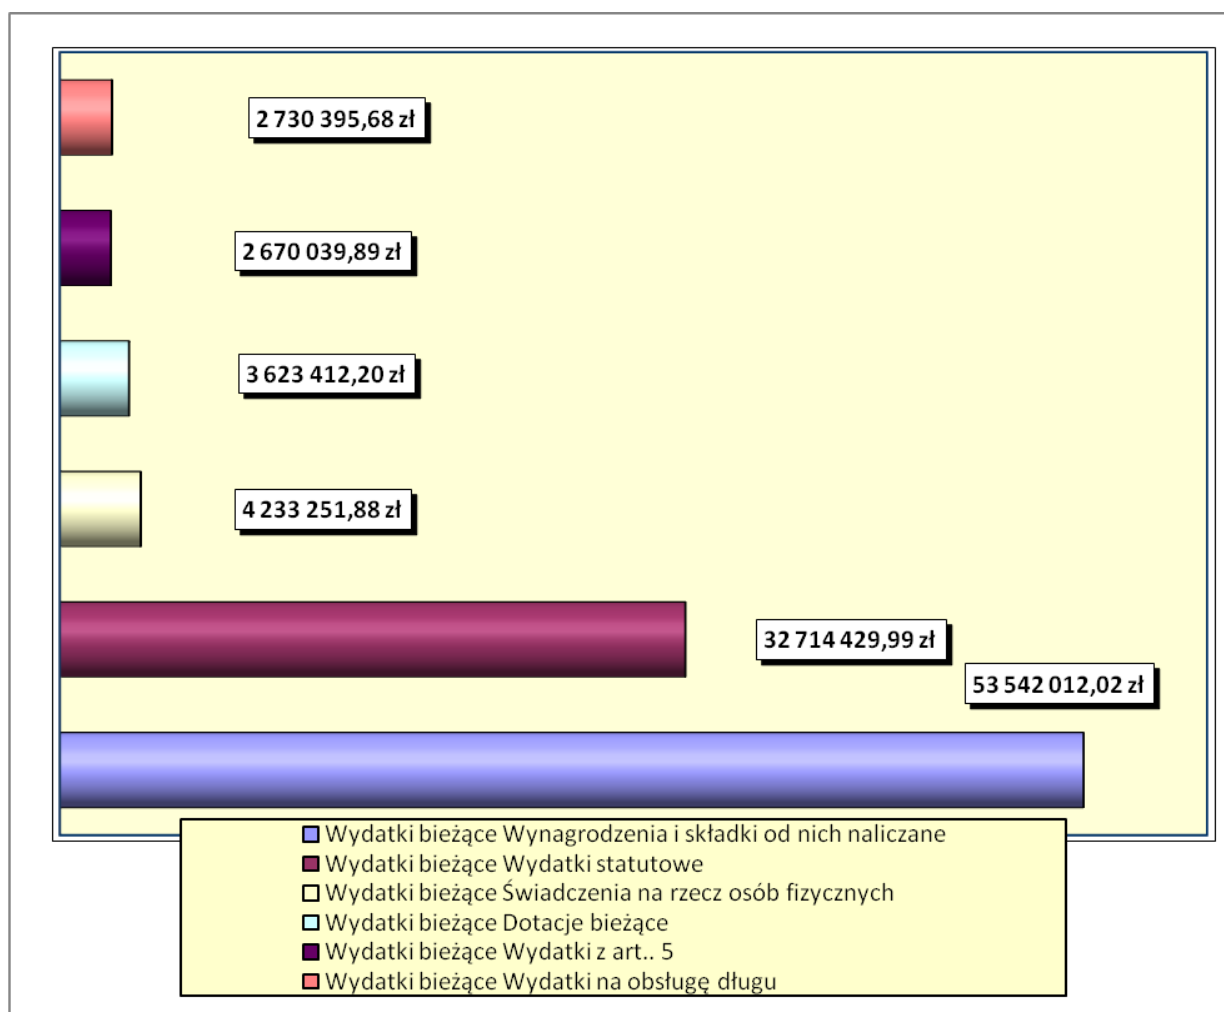 2 730 395,68 zł
2 670 039,89 zł
3 623 412,20 zł
4 233 251,88 zł
32 714 429,99 zł
53 542 012,02 zł
Wydatki bieżące Wynagrodzenia i składki od nich naliczane
Wydatki bieżące Wydatki statutowe
Wydatki bieżące Świadczenia na rzecz osób fizycznych
Wydatki bieżące Dotacje bieżące
Wydatki bieżące Wydatki z art.. 5
Wydatki bieżące Wydatki na obsługę długu